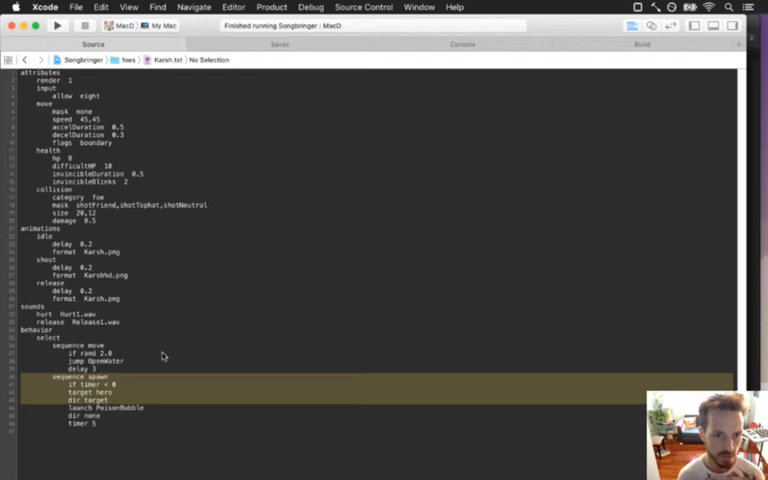 Xcode File Edit View Find Navigate Editor Product Debug Source Control Window Help
MacD My Mac Finished running Songbringer : MacD
Source Saves Console Build
Songbringer foes Karsh.txt No Selection
attributes
render 1
input
allow eight
move
mask none
speed 45,45
accelDuration 0.5
decelDuration 0.3
flags boundary
health
hp 8
difficultHP 10
invincibleDuration 0.5
invincibleBlinks 2
collision
category foe
mask shotFriend,shotTophat,shotNeutral
size 20,12
damage 0.5
animations
idle
delay 0.2
format Karsh.png
shoot
delay 0.2
format Karsh%d.png
release
delay 0.2
format Karsh.png
sounds
hurt Hurt1.wav
release Release1.wav
behavior
select
sequence move
if rand 2.0
jump OpenWater
delay 3
sequence spawn
if timer < 0
target hero
dir target
launch PoisonBubble
dir none
timer 5